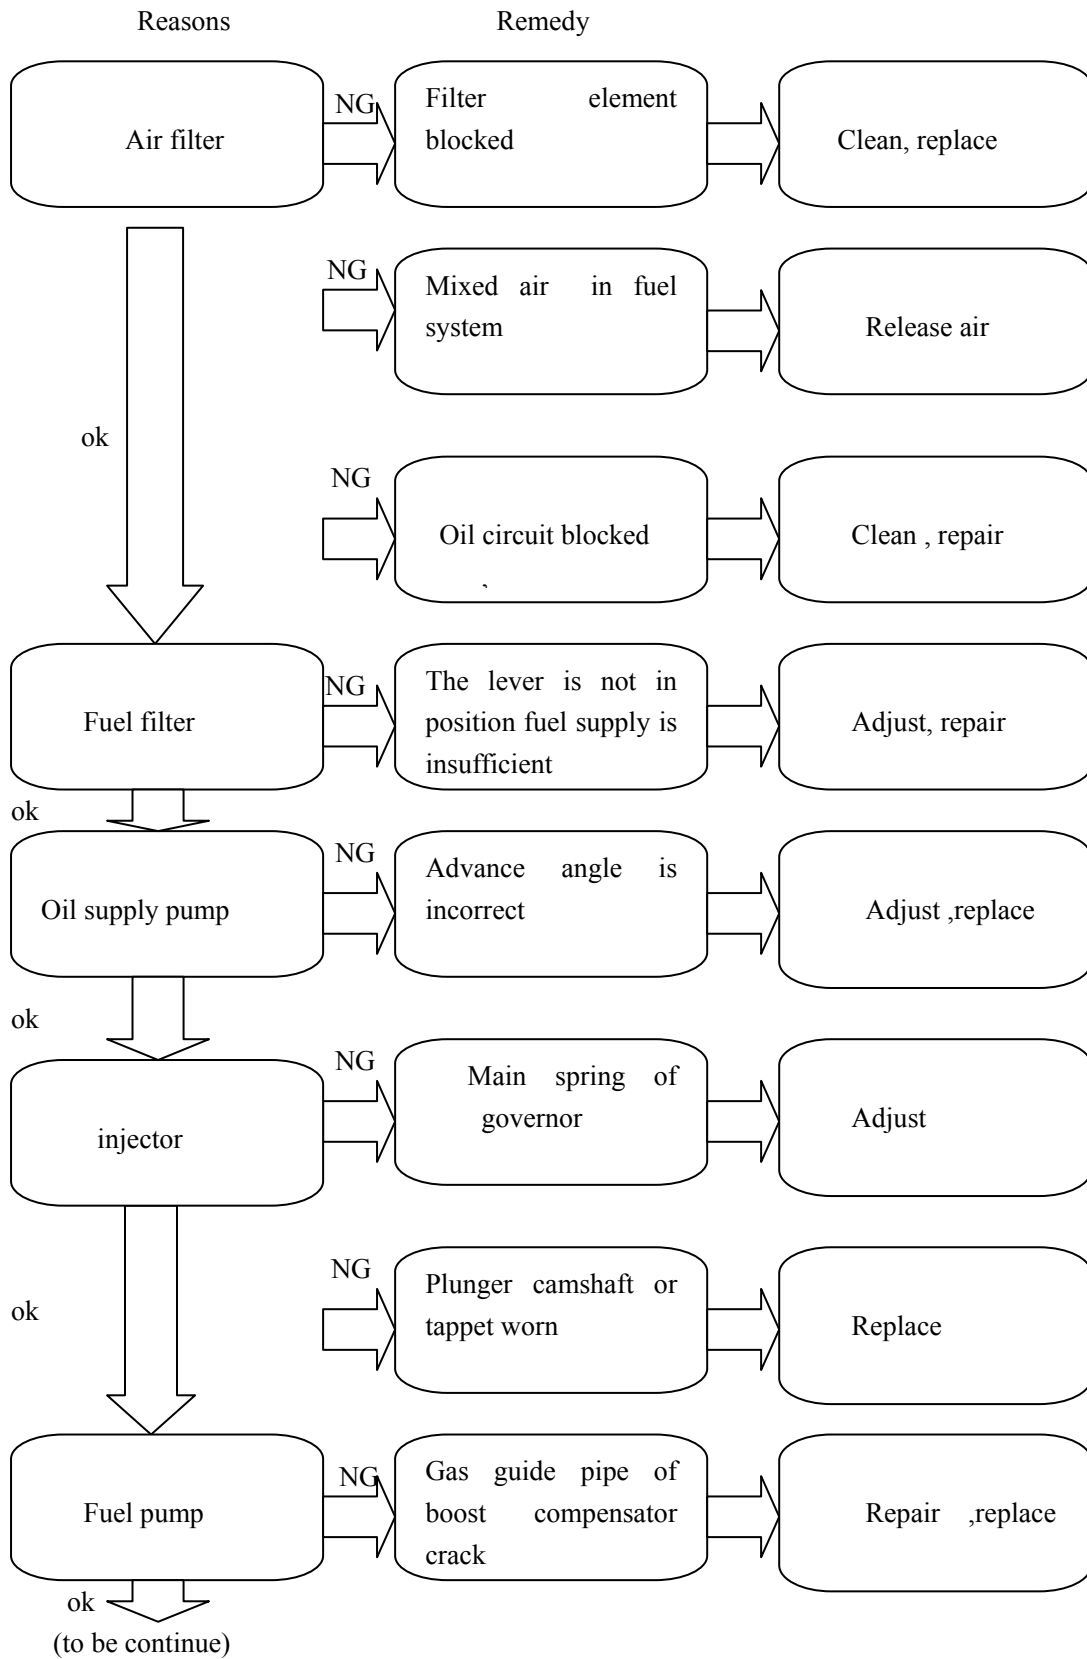 Reasons
Remedy
Air filter
NG
Filter element
blocked
Clean, replace
NG
Mixed air in fuel
system
Release air
ok
NG
Oil circuit blocked
,
Clean , repair
Fuel filter
NG
The lever is not in
position fuel supply is
insufficient
Adjust, repair
ok
Oil supply pump
NG
Advance angle is
incorrect
Adjust ,replace
ok
injector
NG
Main spring of
governor
Adjust
ok
NG
Plunger camshaft or
tappet worn
Replace
Fuel pump
NG
Gas guide pipe of
boost compensator
crack
Repair ,replace
ok
(to be continue)